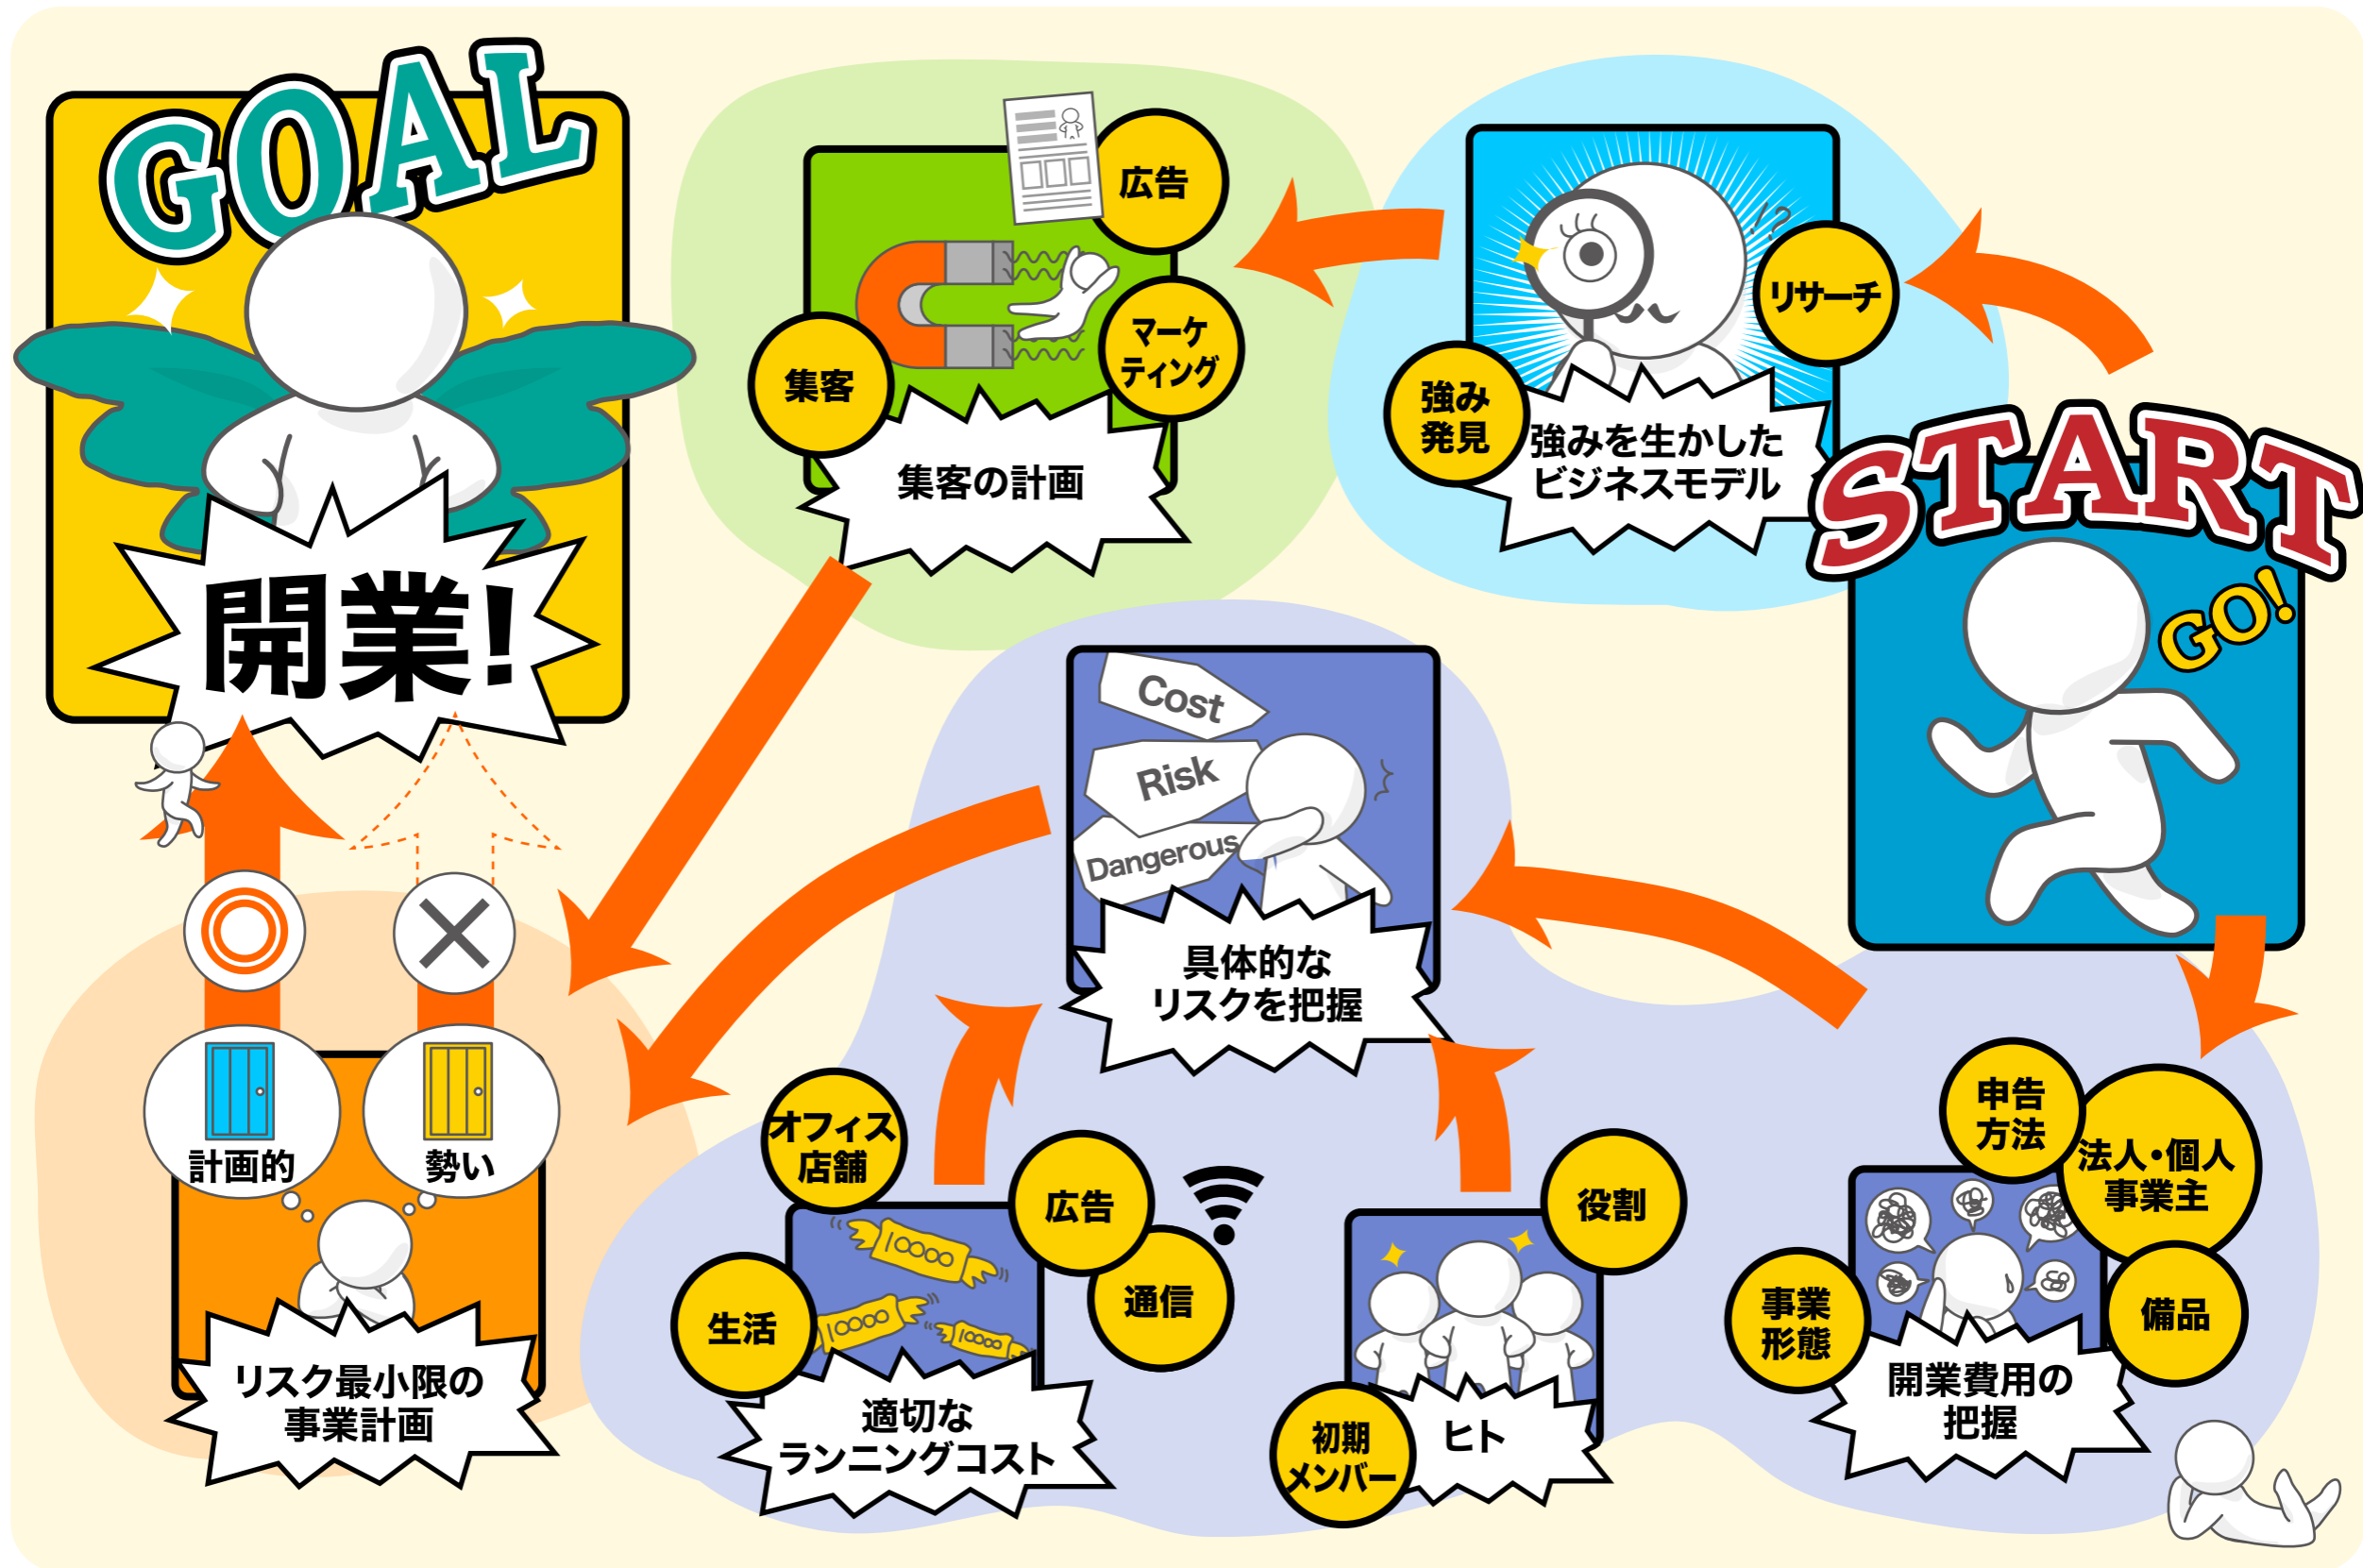 GOAL
開業!
広告
マーケ
ティング
集客
集客の計画
リサーチ
強み
発見
強みを生かした
ビジネスモデル
START
GO!
Cost
Risk
Dangerous
具体的な
リスクを把握
計画的
勢い
リスク最小限の
事業計画
オフィス
店舗
広告
通信
生活
10000
10000
10000
適切な
ランニングコスト
役割
初期
メンバー
ヒト
申告
方法
法人・個人
事業主
備品
事業
形態
開業費用の
把握